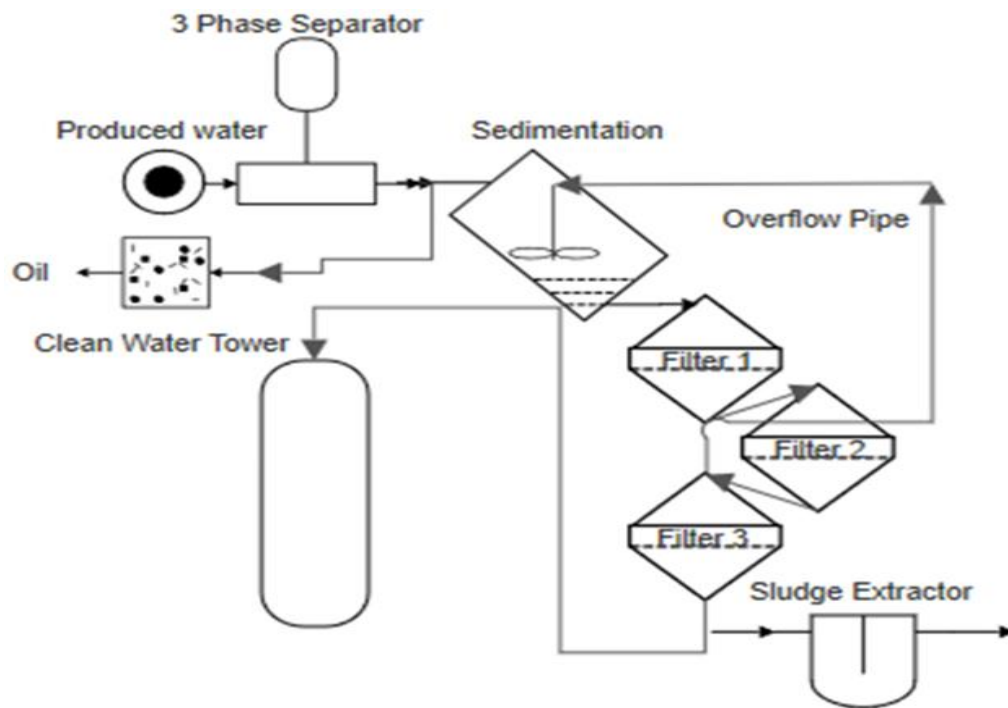 3 Phase Separator
Produced water
Sedimentation
Overflow Pipe
Oil
Clean Water Tower
Filter 1
Filter 2
Filter 3
Sludge Extractor